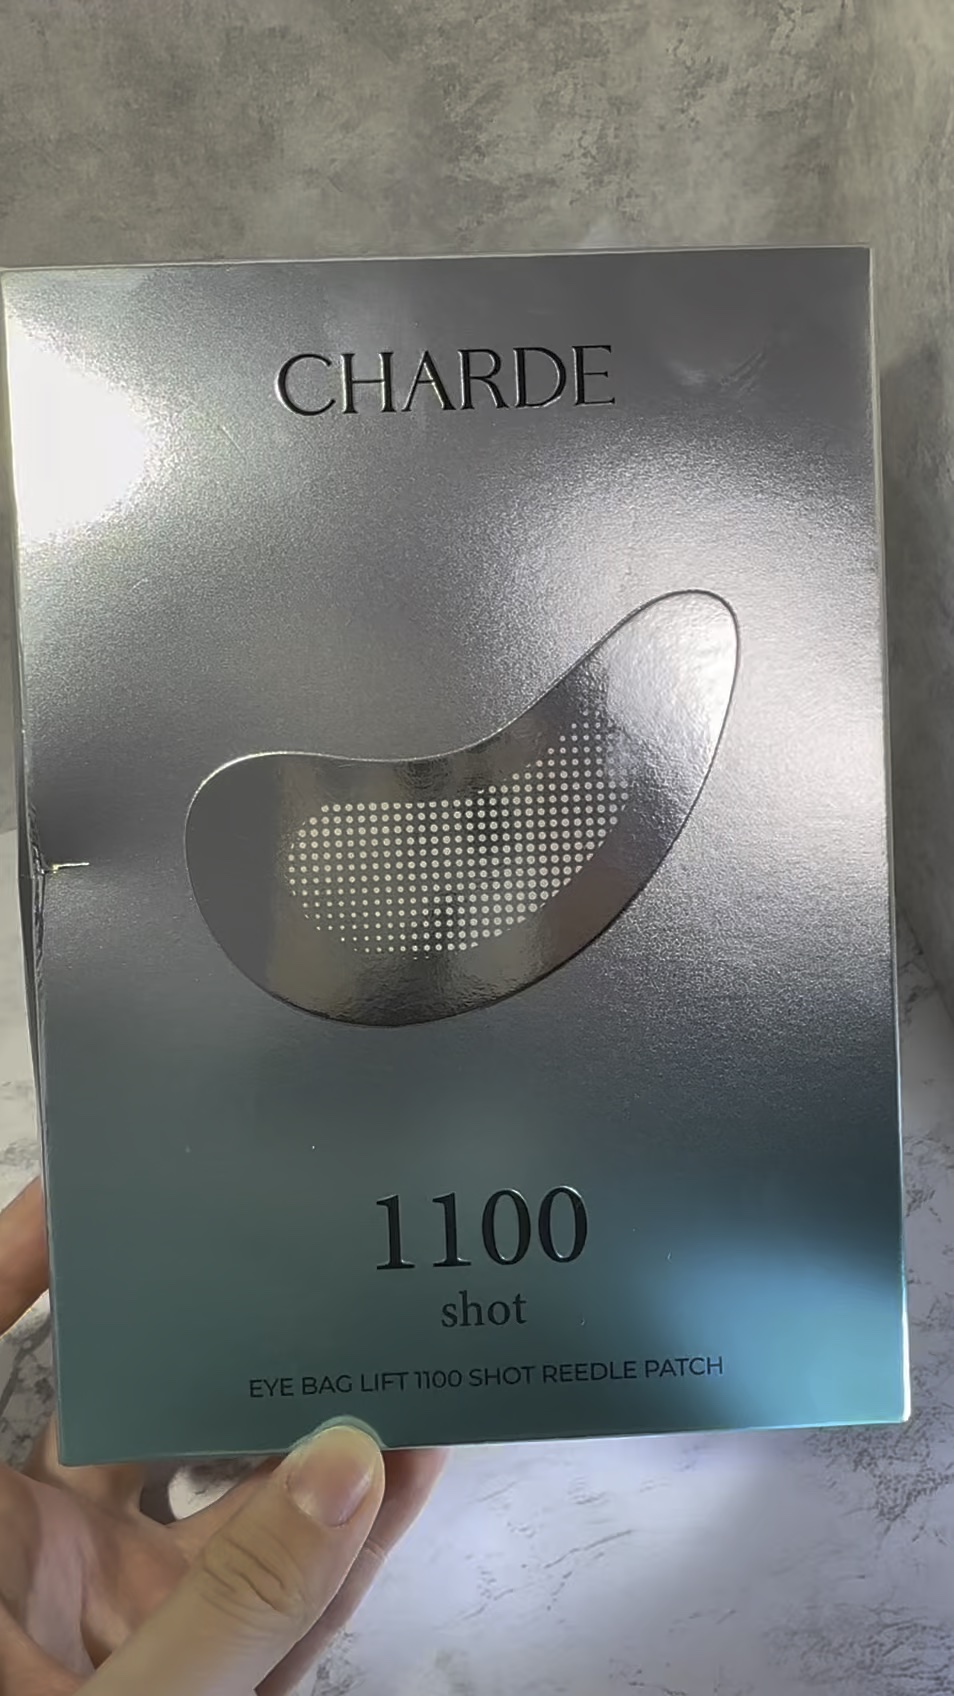 CHARDE
1100
shot
EYE BAG LIFT 1100 SHOT REEDLE PATCH